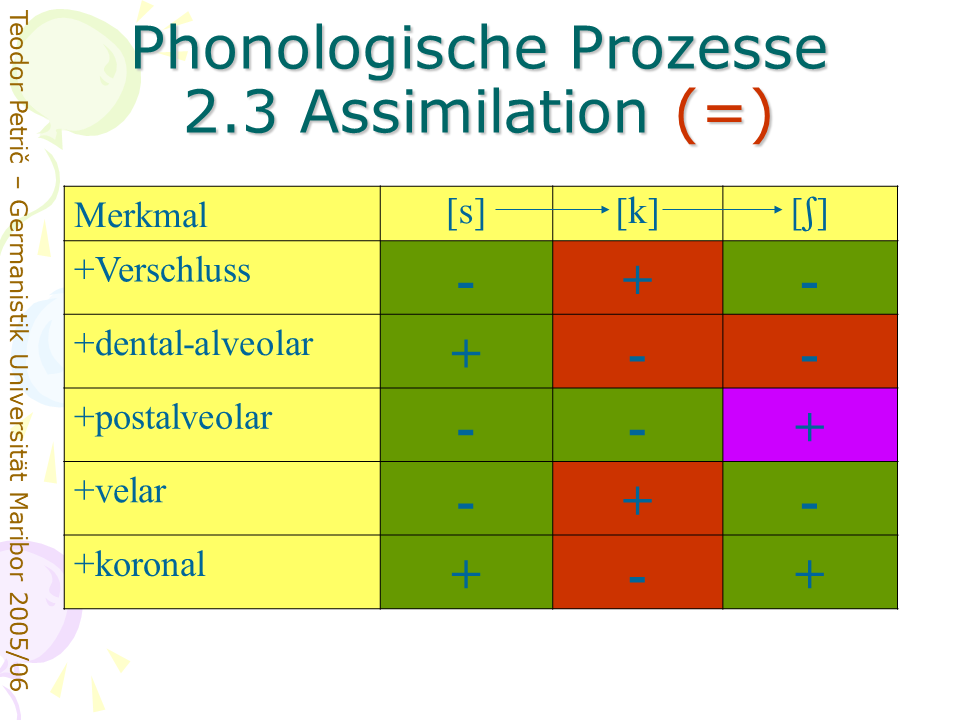 Phonologische Prozesse
2.3 Assimilation (=)
Merkmal [s] [k] [ʃ]
+Verschluss - + -
+dental-alveolar + - -
+postalveolar - - +
+velar - + -
+koronal + - +
Teodor Petrič – Germanistik Universität Maribor 2005/06